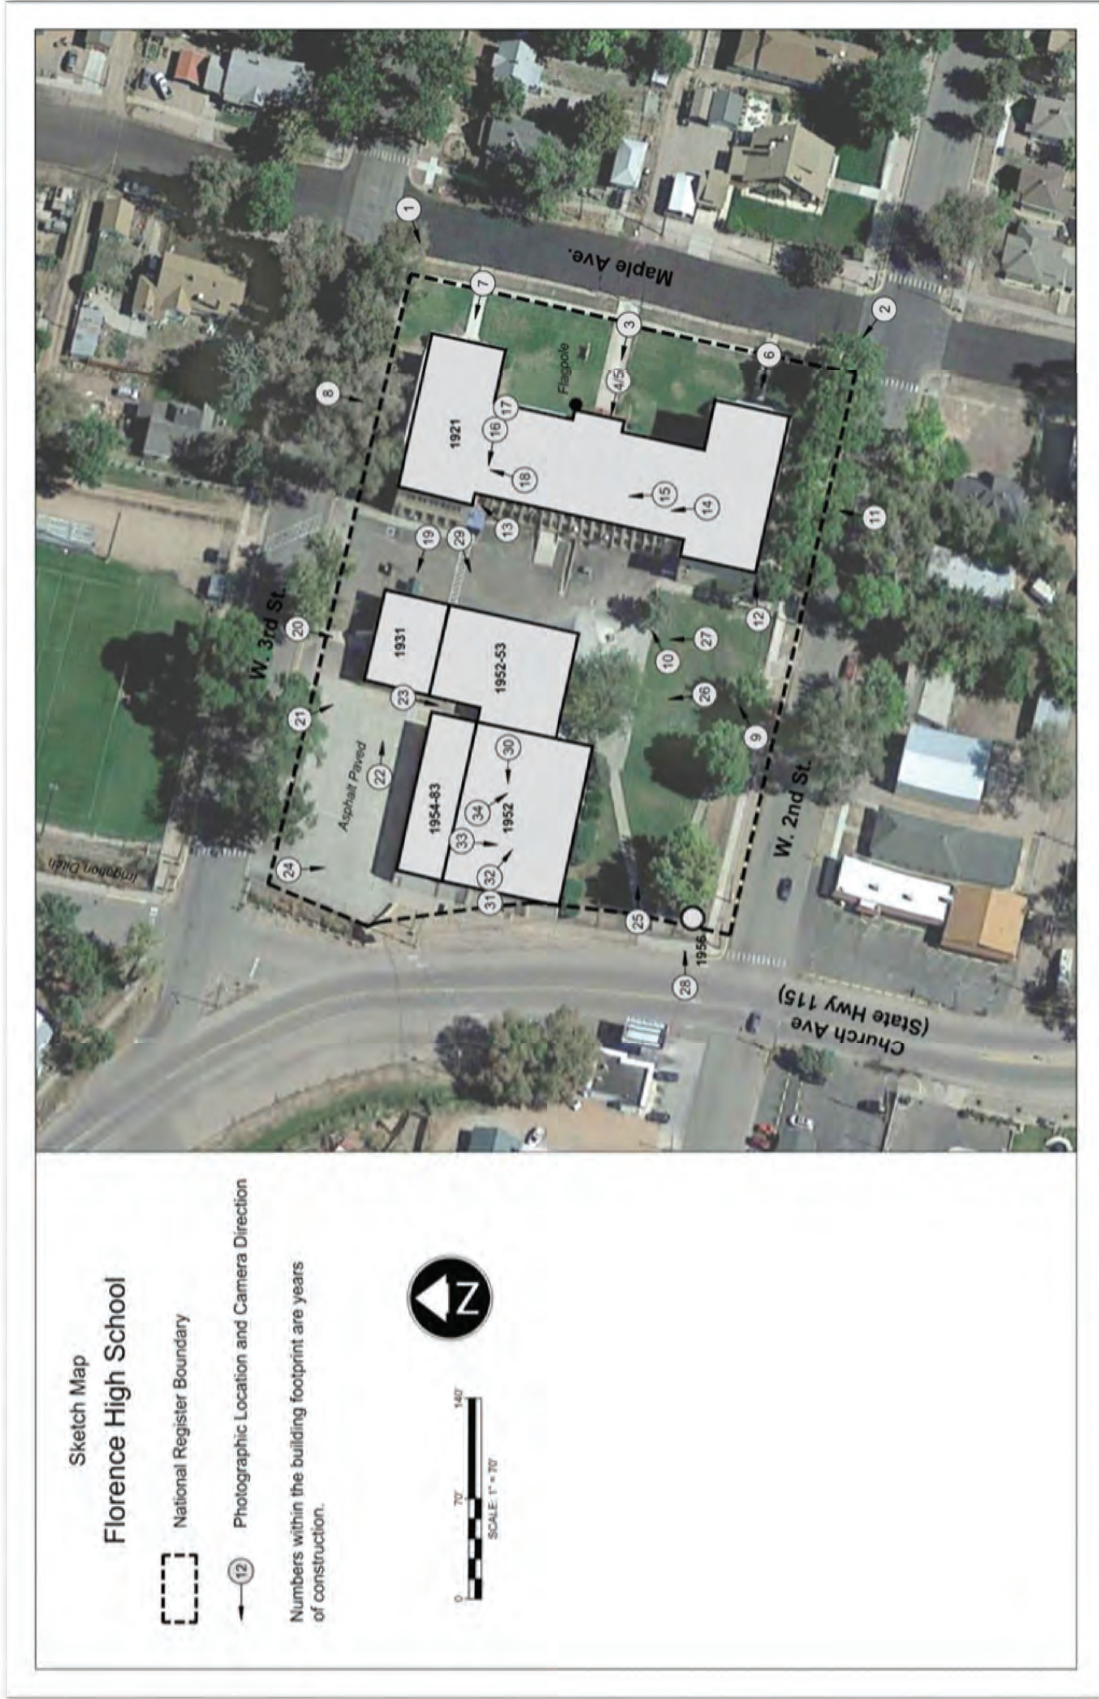 Sketch Map
Florence High School
National Register Boundary
12
Photographic Location and Camera Direction
Numbers within the building footprint are years
of construction.
N
0
70'
140'
SCALE: 1" = 70'
Irrigation Ditch
W. 3rd St.
Asphalt Paved
Maple Ave.
Flagpole
W. 2nd St.
Church Ave
(State Hwy 115)
1921
1931
1952-53
1954-83
1952
1956
1
2
3
4/5
6
7
8
9
10
11
12
13
14
15
16
17
18
19
20
21
22
23
24
25
26
27
28
29
30
31
32
33
34